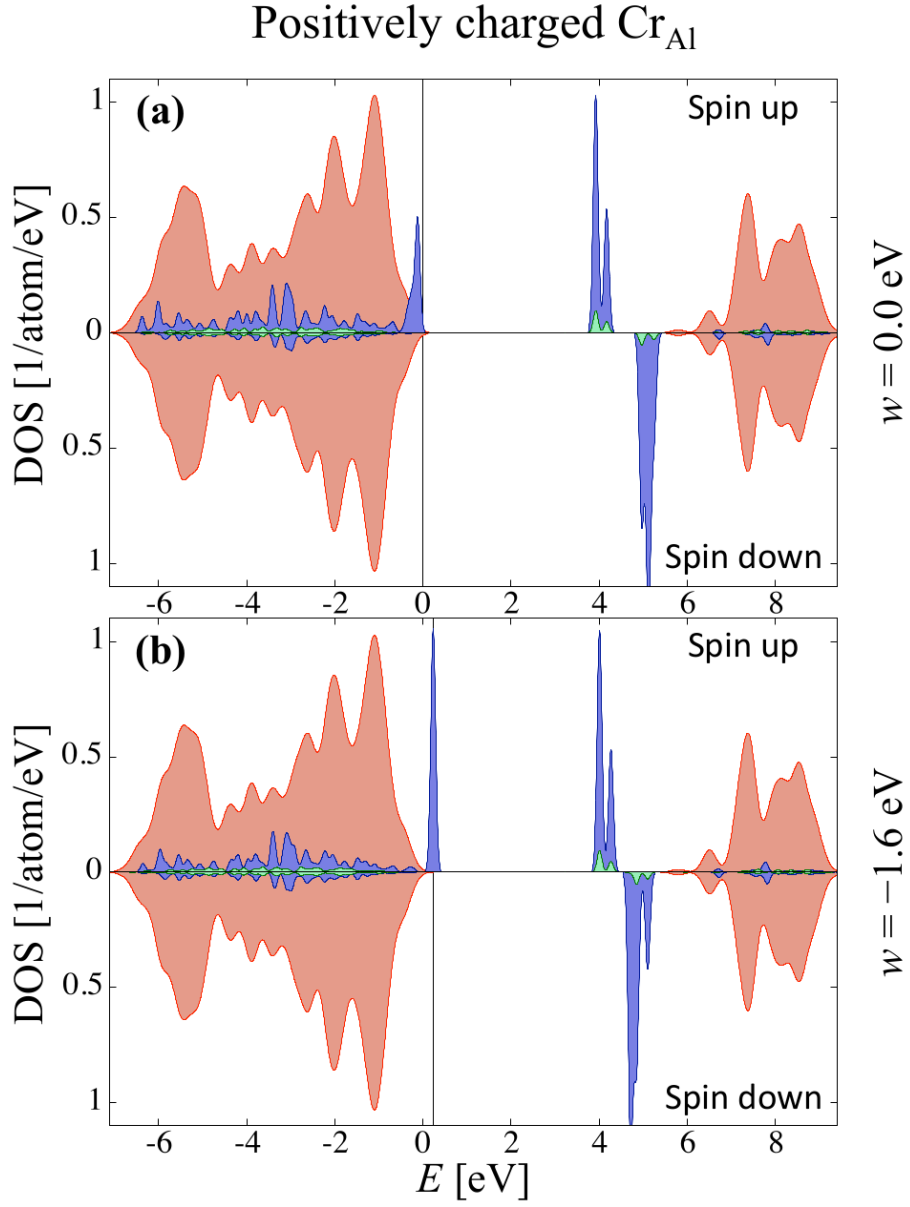 Positively charged Cr_Al
(a)
Spin up
1
0.5
0
0.5
1
DOS [1/atom/eV]
w = 0.0 eV
Spin down
-6 -4 -2 0 2 4 6 8
(b)
Spin up
1
0.5
0
0.5
1
DOS [1/atom/eV]
w = −1.6 eV
Spin down
-6 -4 -2 0 2 4 6 8
E [eV]